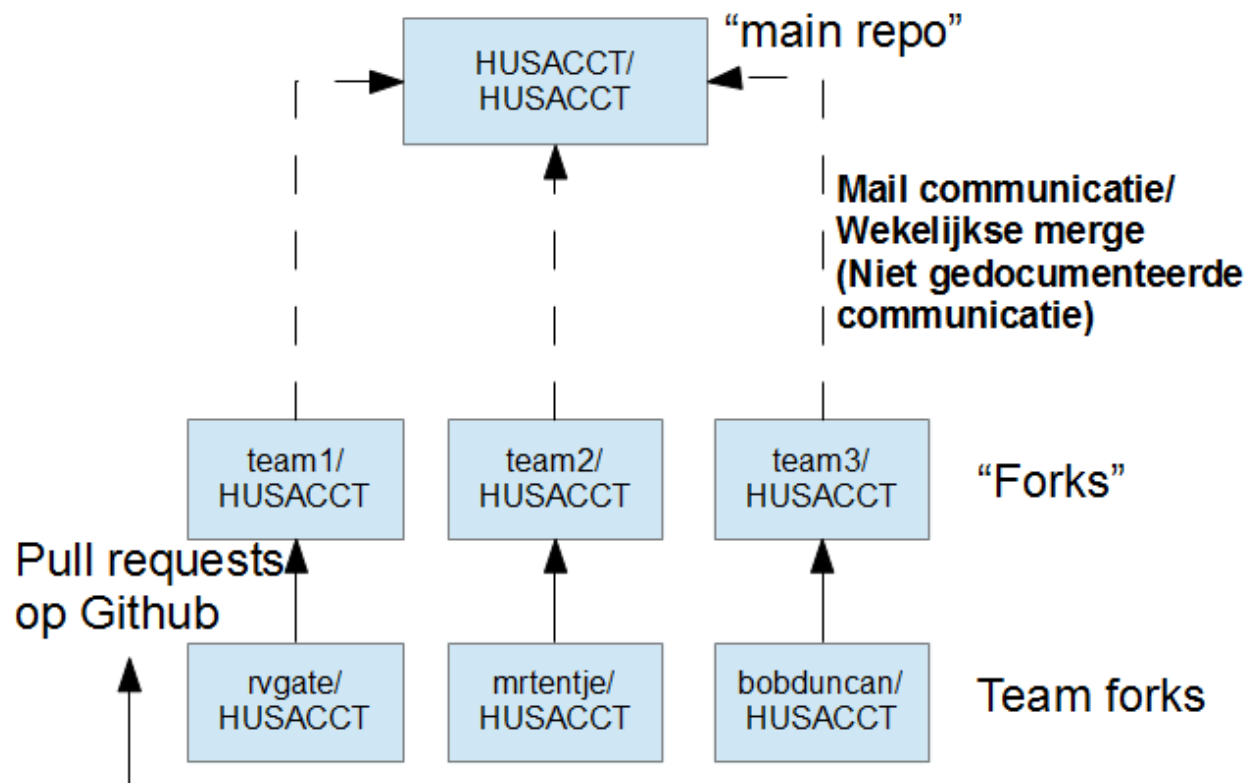 “main repo”
HUSACCT/
HUSACCT
Mail communicatie/
Wekelijkse merge
(Niet gedocumenteerde
communicatie)
team1/
HUSACCT
team2/
HUSACCT
team3/
HUSACCT
“Forks”
Pull requests
op Github
rvgate/
HUSACCT
mrtentje/
HUSACCT
bobduncan/
HUSACCT
Team forks